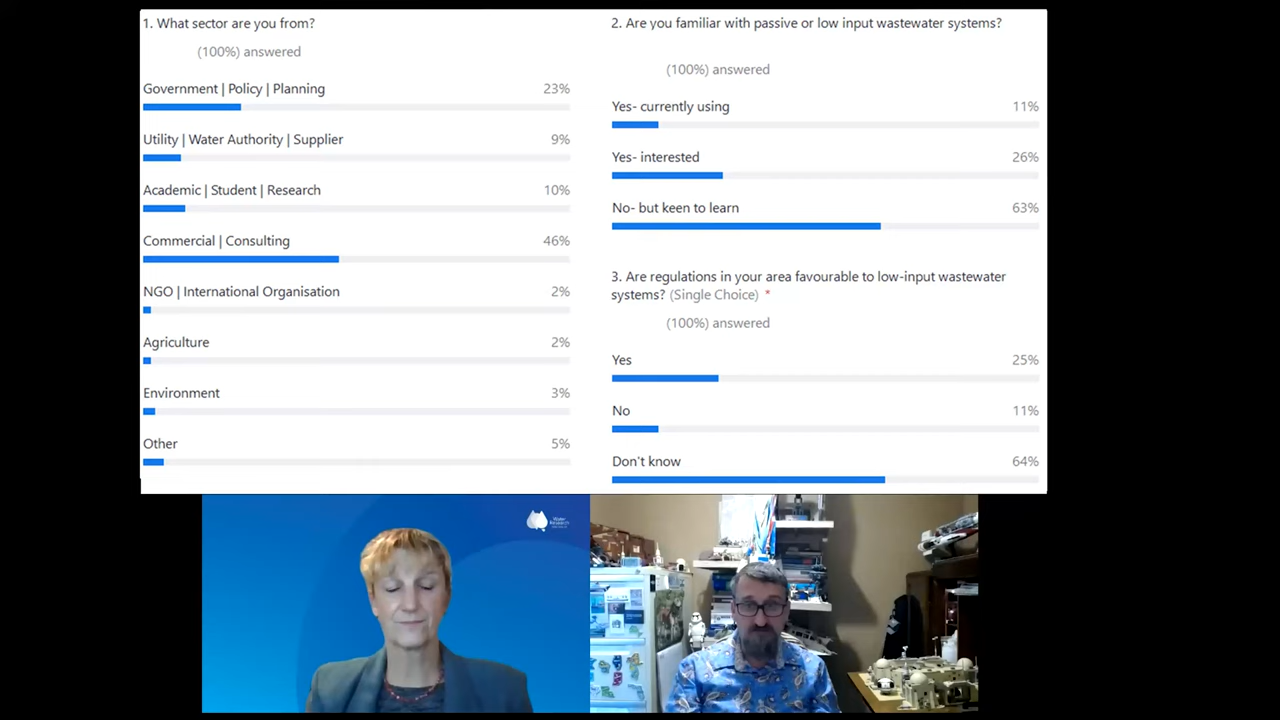 1. What sector are you from?
(100%) answered
Government | Policy | Planning 23%
Utility | Water Authority | Supplier 9%
Academic | Student | Research 10%
Commercial | Consulting 46%
NGO | International Organisation 2%
Agriculture 2%
Environment 3%
Other 5%
2. Are you familiar with passive or low input wastewater systems?
(100%) answered
Yes- currently using 11%
Yes- interested 26%
No- but keen to learn 63%
3. Are regulations in your area favourable to low-input wastewater
systems? (Single Choice) *
(100%) answered
Yes 25%
No 11%
Don't know 64%
Water
Research